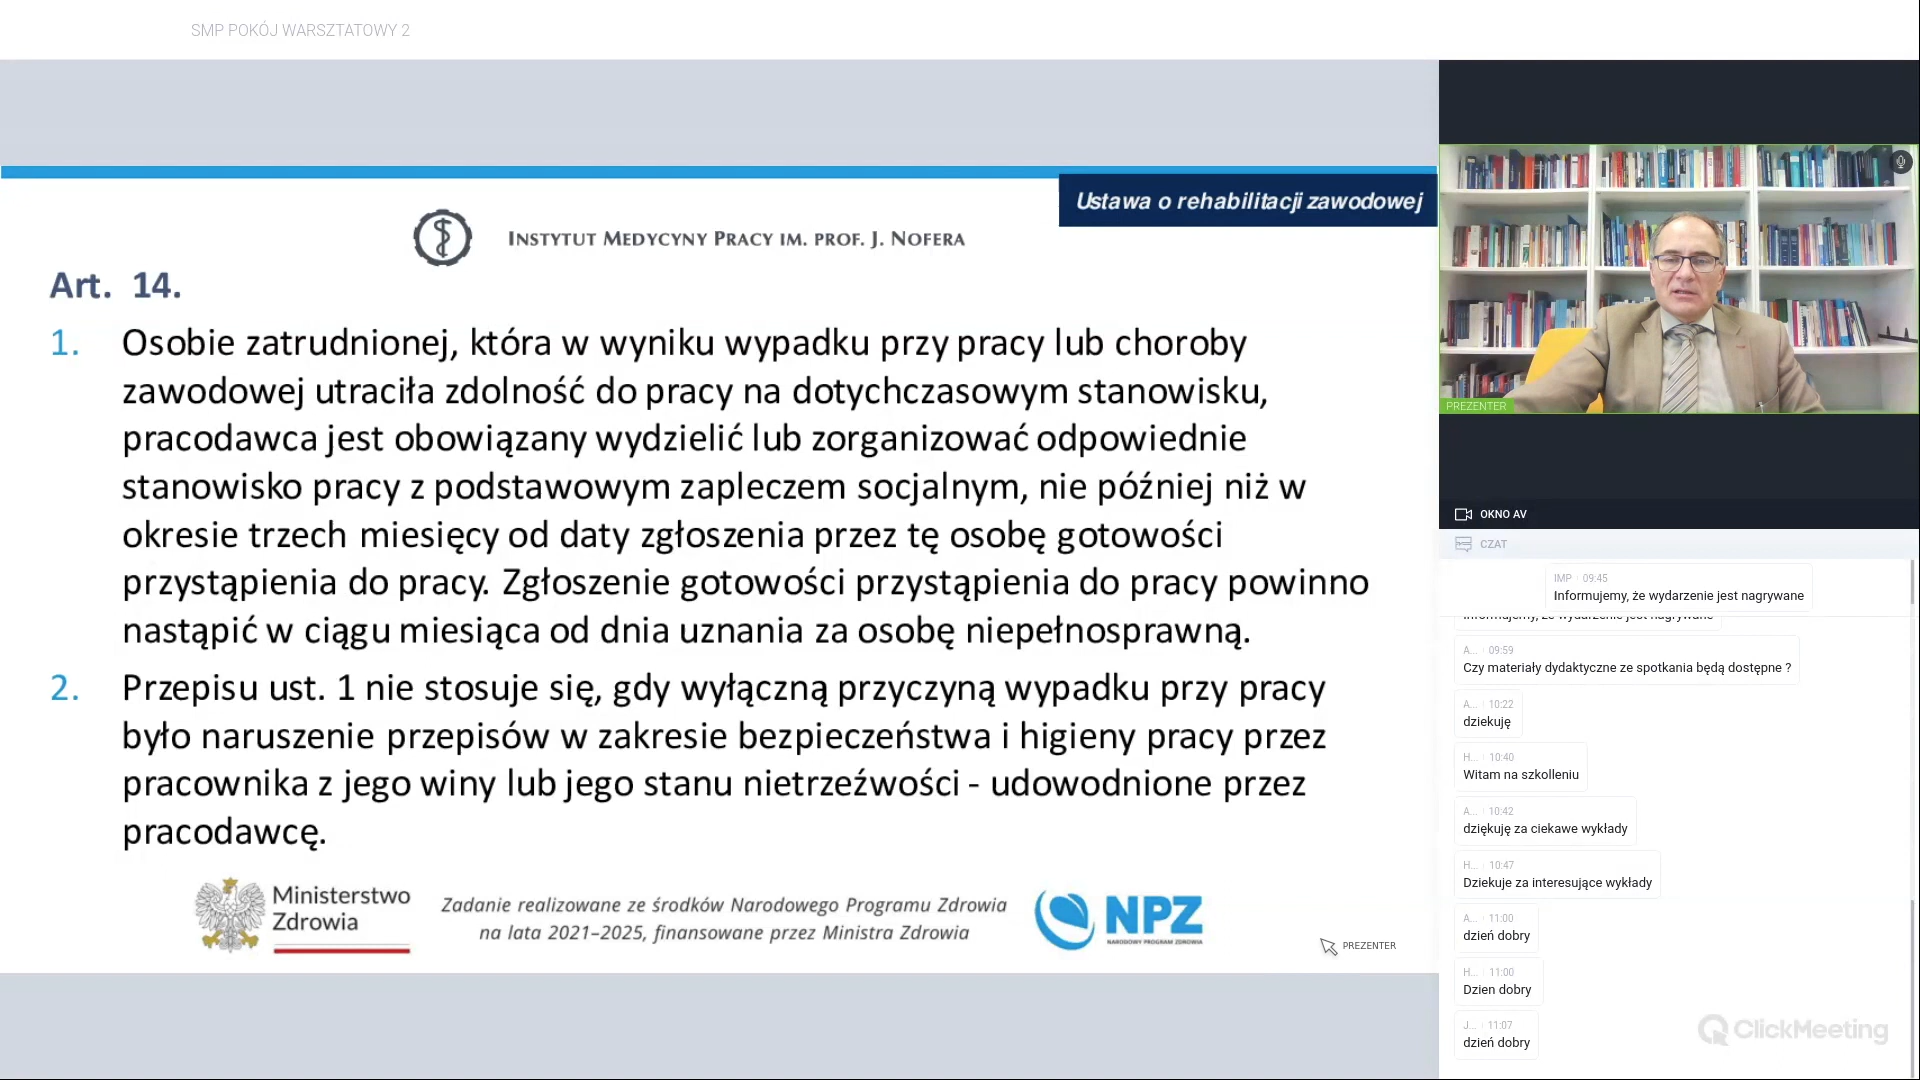 SMP POKÓJ WARSZTATOWY 2
Ustawa o rehabilitacji zawodowej
INSTYTUT MEDYCYNY PRACY IM. PROF. J. NOFERA
Art. 14.
1. Osobie zatrudnionej, która w wyniku wypadku przy pracy lub choroby
zawodowej utraciła zdolność do pracy na dotychczasowym stanowisku,
pracodawca jest obowiązany wydzielić lub zorganizować odpowiednie
stanowisko pracy z podstawowym zapleczem socjalnym, nie później niż w
okresie trzech miesięcy od daty zgłoszenia przez tę osobę gotowości
przystąpienia do pracy. Zgłoszenie gotowości przystąpienia do pracy powinno
nastąpić w ciągu miesiąca od dnia uznania za osobę niepełnosprawną.
2. Przepisu ust. 1 nie stosuje się, gdy wyłączną przyczyną wypadku przy pracy
było naruszenie przepisów w zakresie bezpieczeństwa i higieny pracy przez
pracownika z jego winy lub jego stanu nietrzeźwości - udowodnione przez
pracodawcę.
Ministerstwo
Zdrowia
Zadanie realizowane ze środków Narodowego Programu Zdrowia
na lata 2021–2025, finansowane przez Ministra Zdrowia
NPZ
NARODOWY PROGRAM ZDROWIA
PREZENTER
PREZENTER
OKNO AV
CZAT
IMP · 09:45
Informujemy, że wydarzenie jest nagrywane
Informujemy, że wydarzenie jest nagrywane
A... · 09:59
Czy materiały dydaktyczne ze spotkania będą dostępne ?
A... · 10:22
dziekuję
H... · 10:40
Witam na szkolleniu
A... · 10:42
dziękuję za ciekawe wykłady
H... · 10:47
Dziekuje za interesujące wykłady
A... · 11:00
dzień dobry
H... · 11:00
Dzien dobry
J... · 11:07
dzień dobry
ClickMeeting